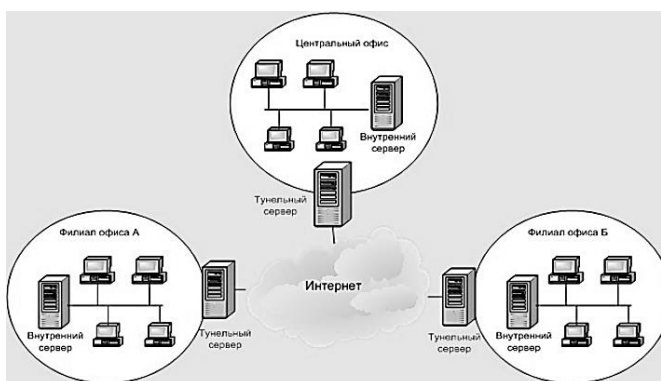 Центральный офис
Внутренний
сервер
Тунельный
сервер
Филиал офиса А
Внутренний
сервер
Тунельный
сервер
Интернет
Филиал офиса Б
Тунельный
сервер
Внутренний
сервер